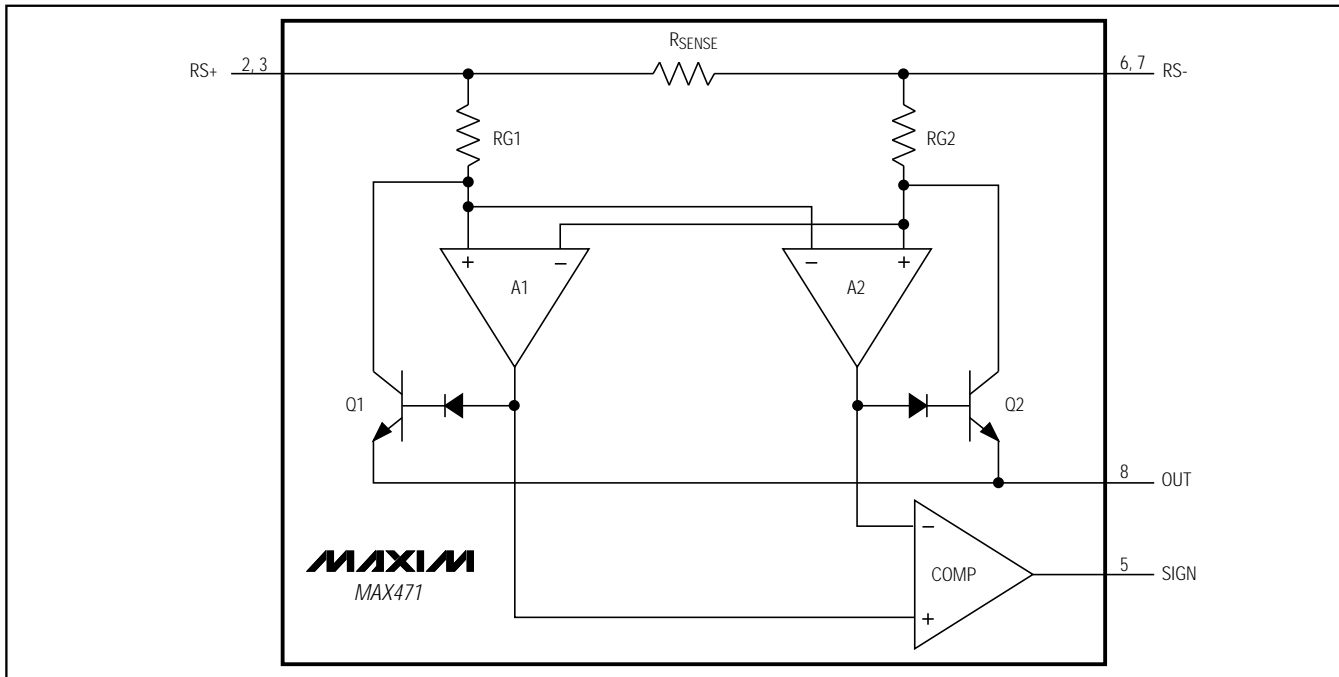 RSENSE
RS+ 2, 3
6, 7 RS-
RG1
RG2
+ −
− +
A1
A2
Q1
Q2
8 OUT
−
MAXIM
COMP
5 SIGN
MAX471
+